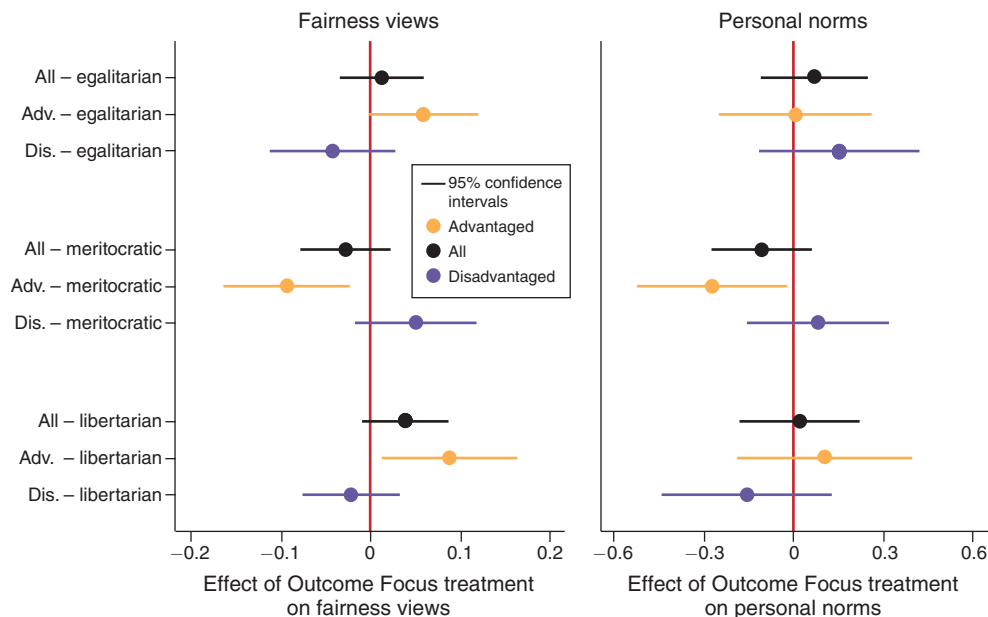 Fairness views
Personal norms
All – egalitarian
Adv. – egalitarian
Dis. – egalitarian
All – meritocratic
Adv. – meritocratic
Dis. – meritocratic
All – libertarian
Adv. – libertarian
Dis. – libertarian
95% confidence
intervals
Advantaged
All
Disadvantaged
−0.2
−0.1
0
0.1
0.2
−0.6
−0.3
0
0.3
0.6
Effect of Outcome Focus treatment
on fairness views
Effect of Outcome Focus treatment
on personal norms